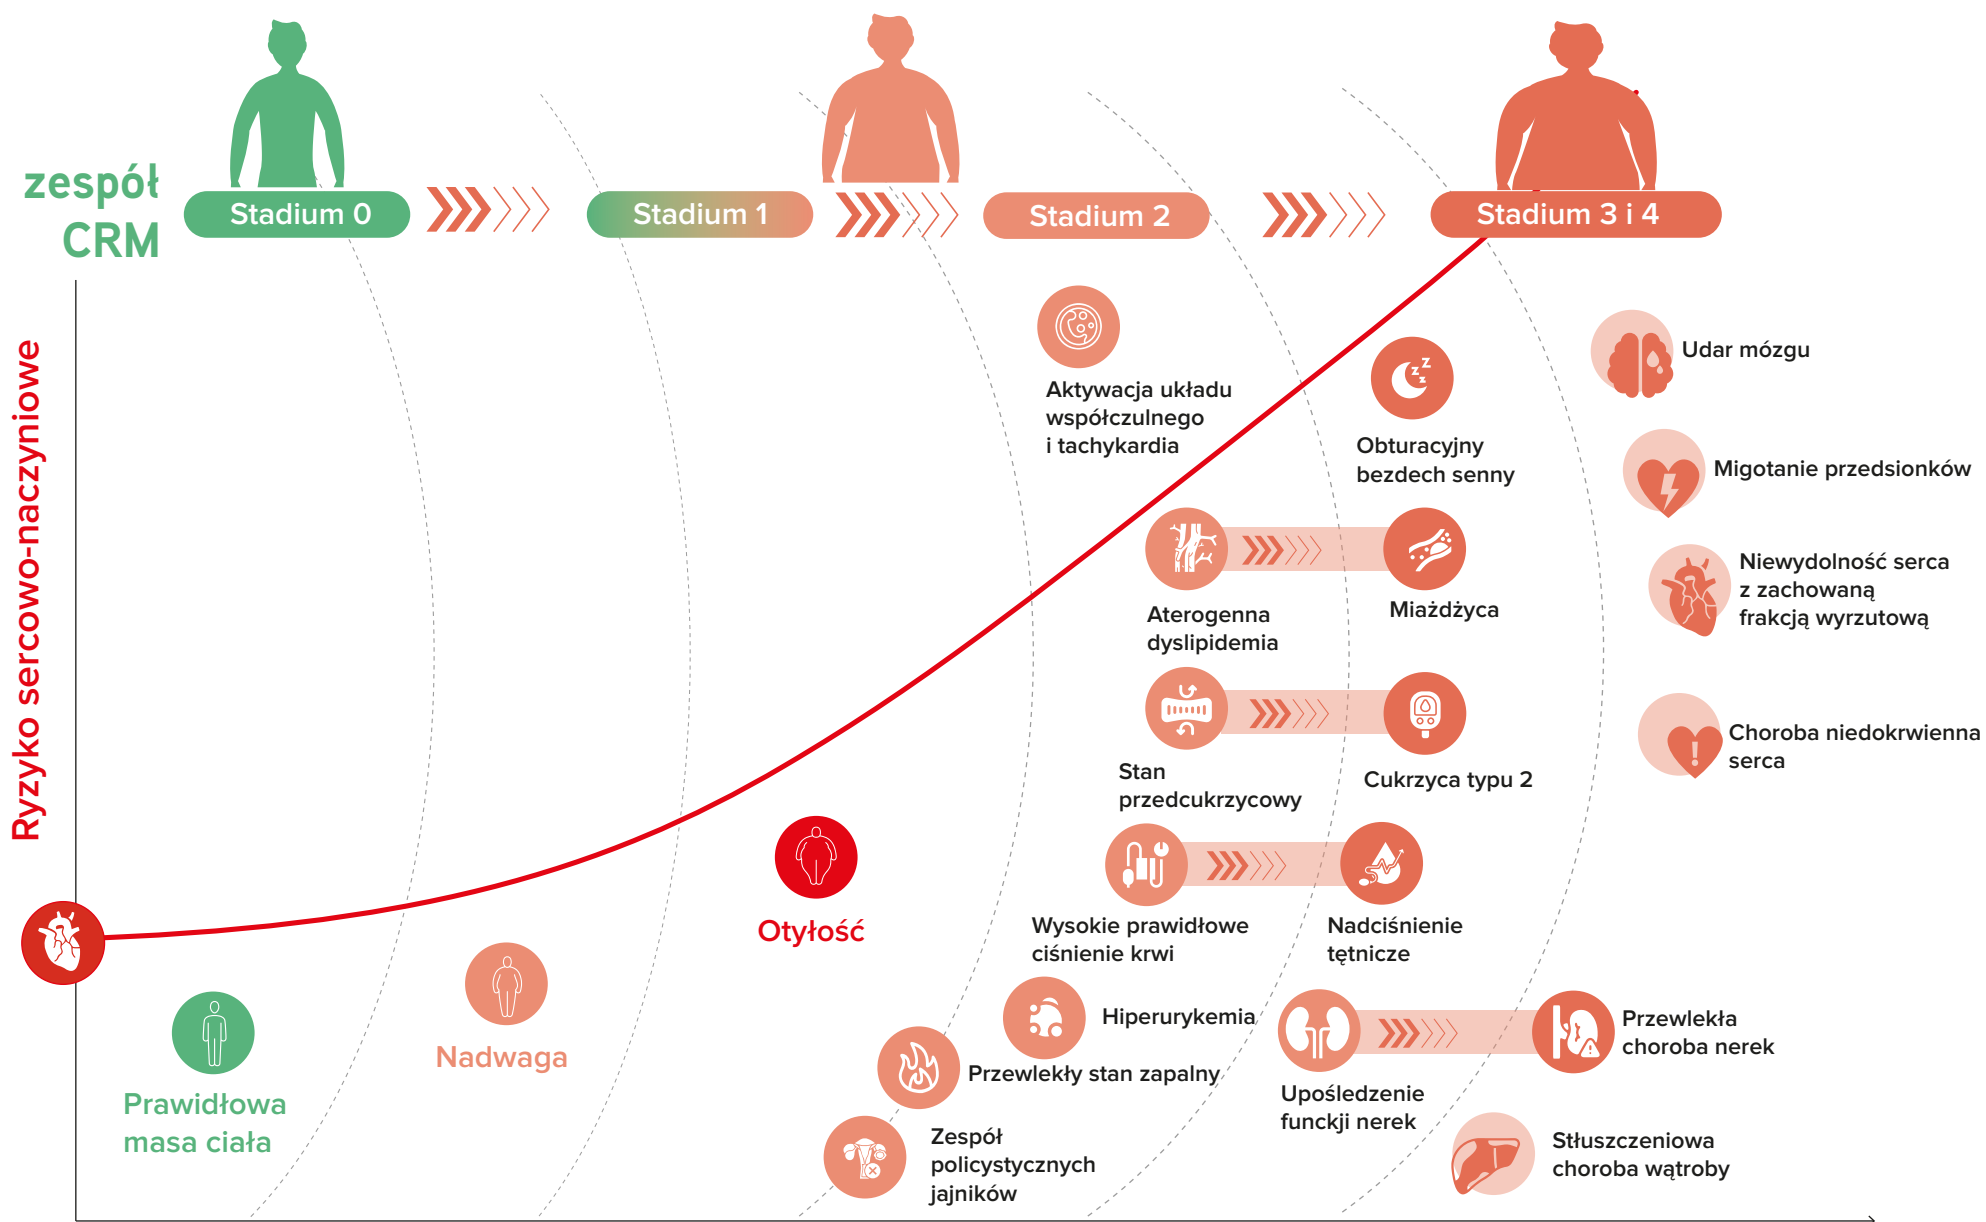 zespół
CRM
Stadium 0
Stadium 1
Stadium 2
Stadium 3 i 4
Ryzyko sercowo-naczyniowe
Aktywacja układu
współczulnego
i tachykardia
Obturacyjny
bezdech senny
Udar mózgu
Migotanie przedsionków
Aterogenna
dyslipidemia
Miażdżyca
Niewydolność serca
z zachowaną
frakcją wyrzutową
Stan
przedcukrzycowy
Cukrzyca typu 2
Choroba niedokrwienna
serca
Wysokie prawidłowe
ciśnienie krwi
Nadciśnienie
tętnicze
Otyłość
Nadwaga
Prawidłowa
masa ciała
Hiperurykemia
Przewlekły stan zapalny
Zespół
policystycznych
jajników
Upośledzenie
funckji nerek
Przewlekła
choroba nerek
Stłuszczeniowa
choroba wątroby